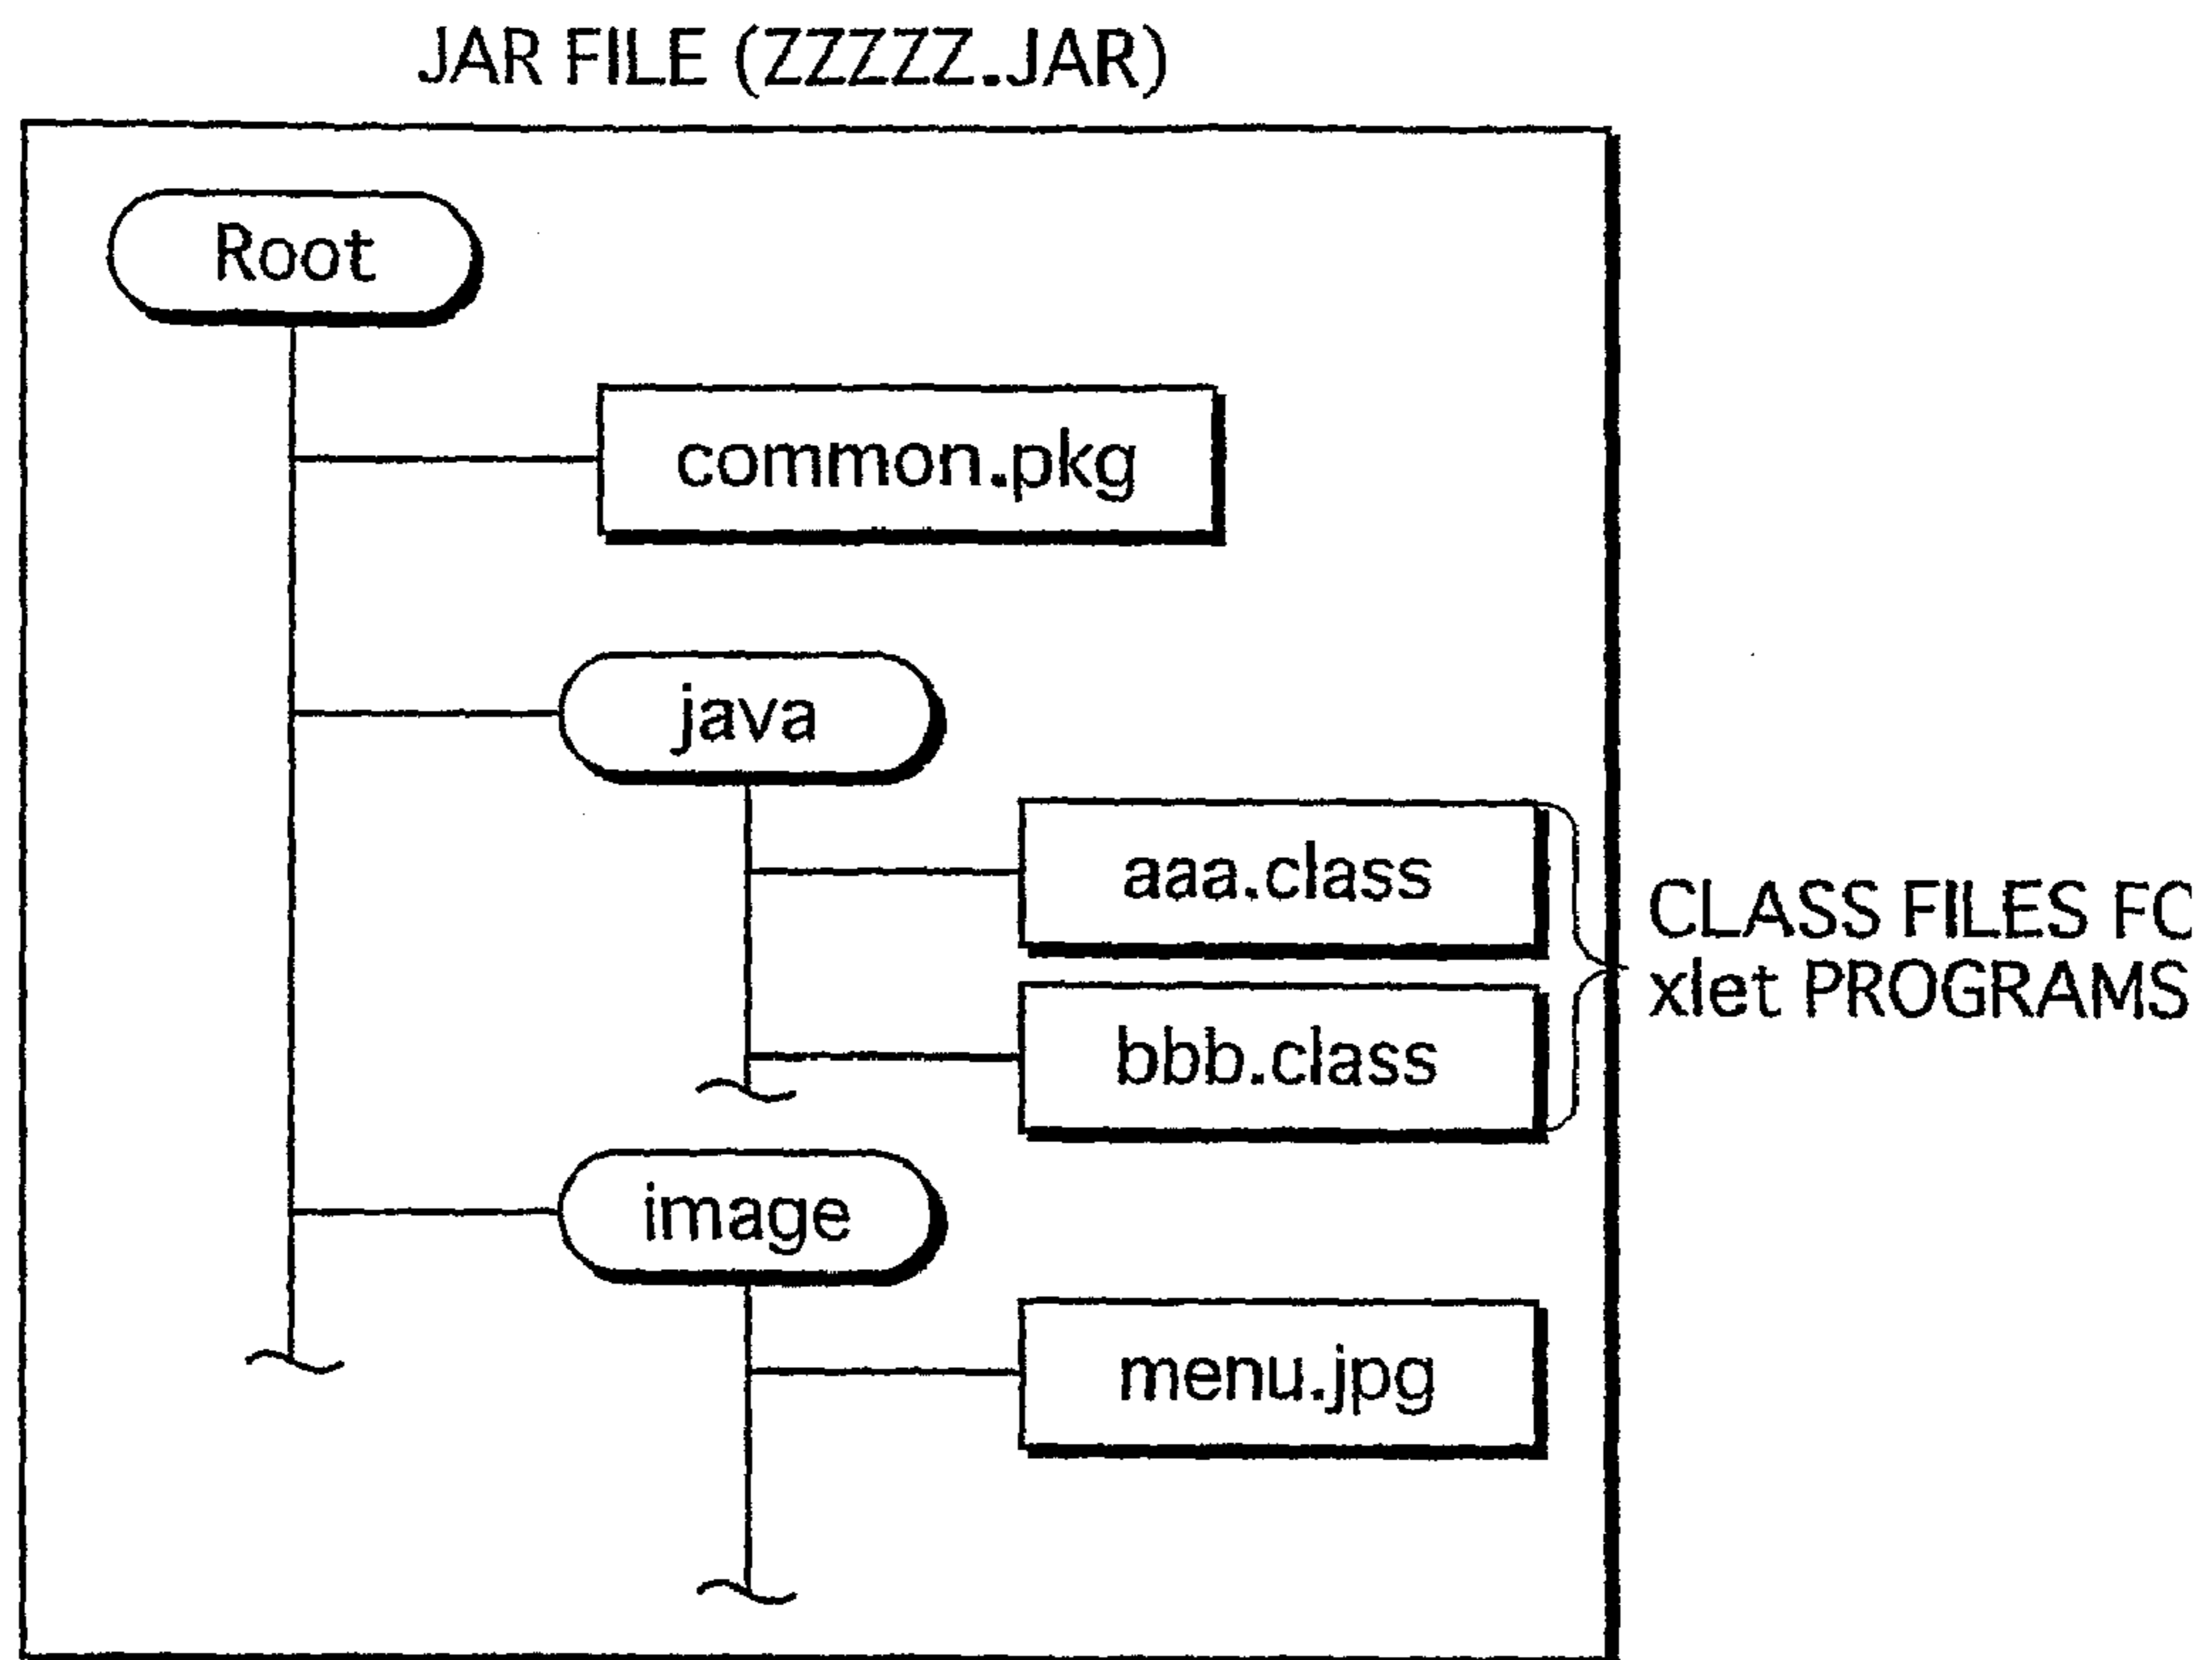 JAR FILE (ZZZZZ.JAR)
Root
common.pkg
java
aaa.class
bbb.class
CLASS FILES
xlet PROGRAMS
image
menu.jpg